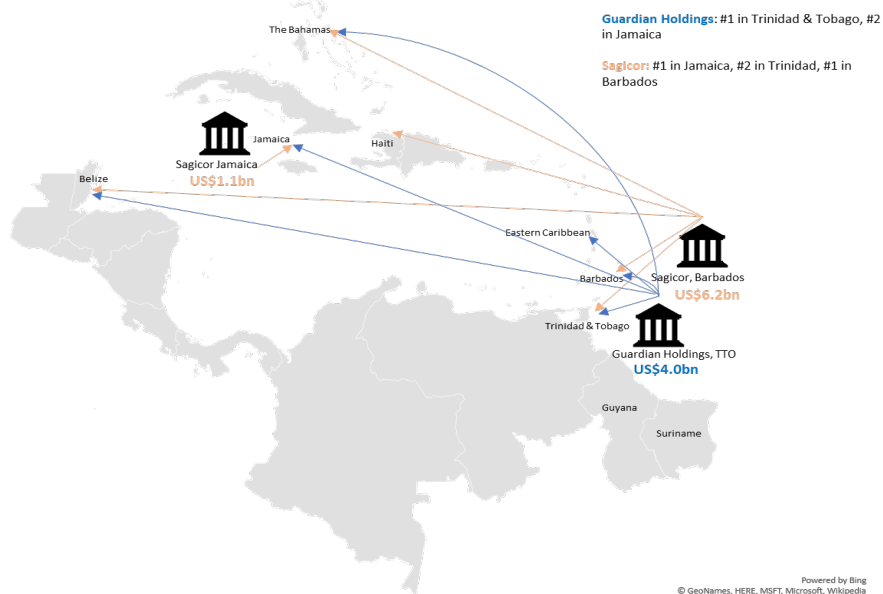 The Bahamas
Guardian Holdings: #1 in Trinidad & Tobago, #2
in Jamaica
Sagicor: #1 in Jamaica, #2 in Trinidad, #1 in
Barbados
Jamaica
Haiti
Sagicor Jamaica
US$1.1bn
Belize
Eastern Caribbean
Barbados
Sagicor, Barbados
US$6.2bn
Trinidad & Tobago
Guardian Holdings, TTO
US$4.0bn
Guyana
Suriname
Powered by Bing
© GeoNames, HERE, MSFT, Microsoft, Wikipedia